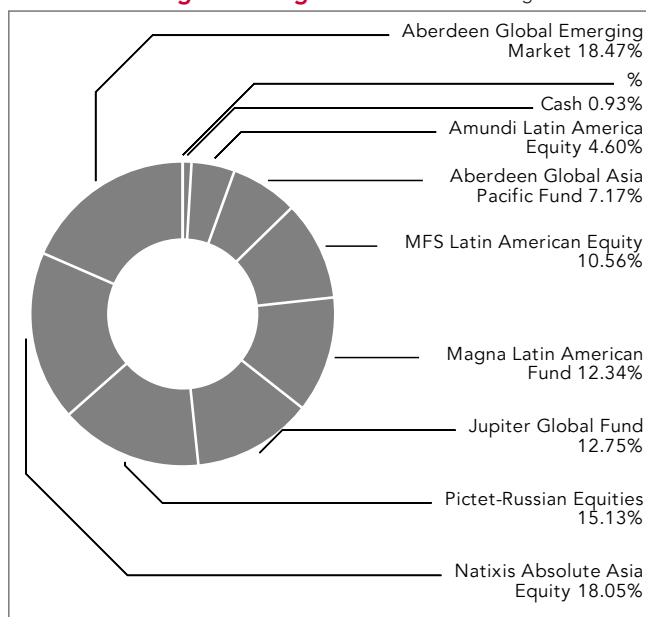 Aberdeen Global Emerging
Market 18.47%
%
Cash 0.93%
Amundi Latin America
Equity 4.60%
Aberdeen Global Asia
Pacific Fund 7.17%
MFS Latin American Equity
10.56%
Magna Latin American
Fund 12.34%
Jupiter Global Fund
12.75%
Pictet-Russian Equities
15.13%
Natixis Absolute Asia
Equity 18.05%